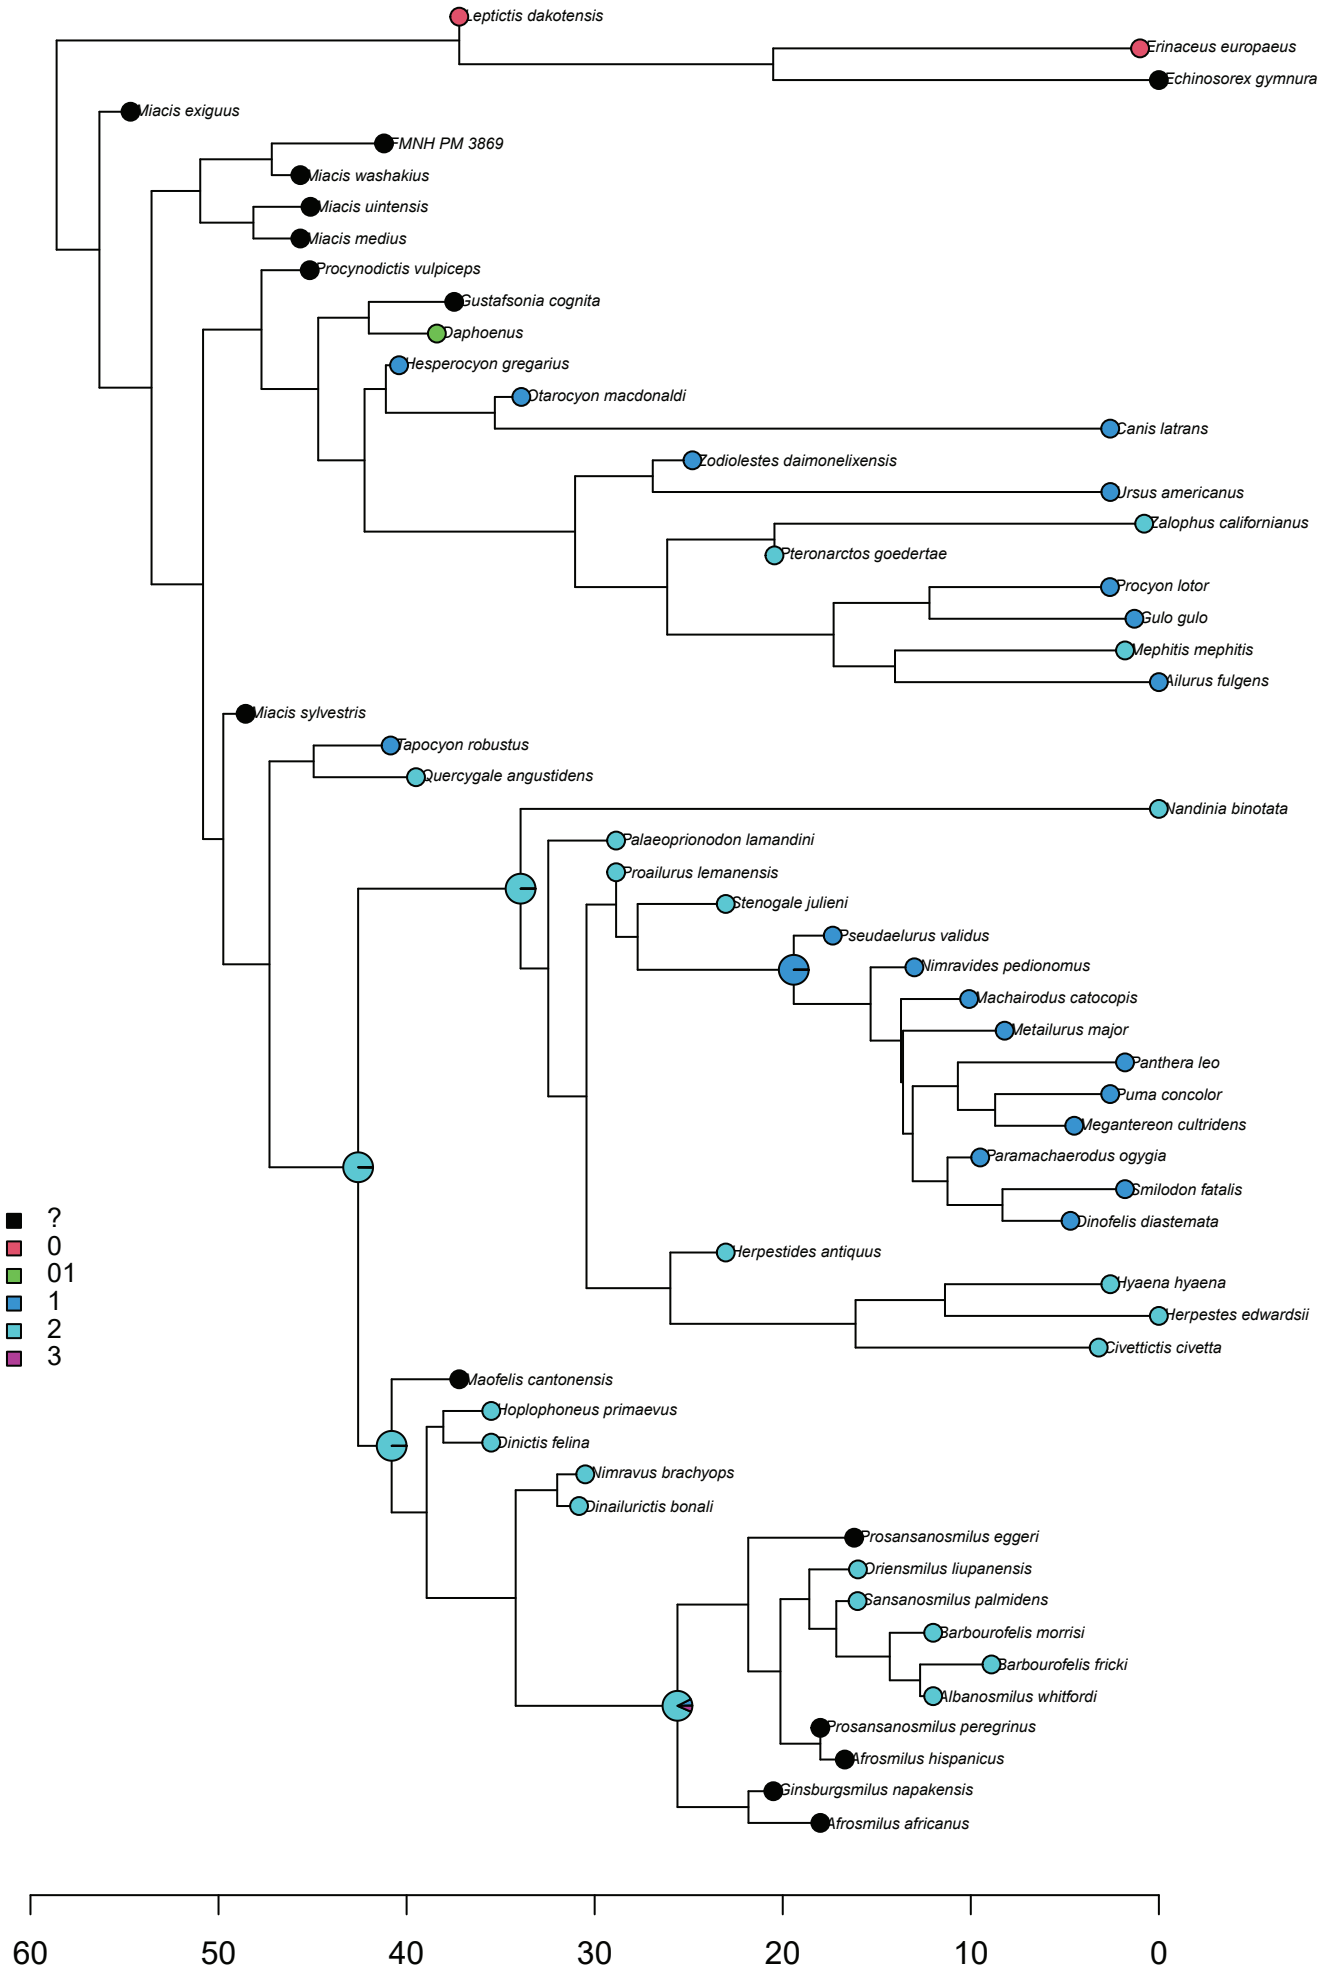 Leptictis dakotensis
Erinaceus europaeus
Echinosorex gymnura
Miacis exiguus
FMNH PM 3869
Miacis washakius
Miacis uintensis
Miacis medius
Procynodictis vulpiceps
Gustafsonia cognita
Daphoenus
Hesperocyon gregarius
Otarocyon macdonaldi
Canis latrans
Zodiolestes daimonelixensis
Ursus americanus
Zalophus californianus
Pteronarctos goedertae
Procyon lotor
Gulo gulo
Mephitis mephitis
Ailurus fulgens
Miacis sylvestris
Tapocyon robustus
Quercygale angustidens
Nandinia binotata
Palaeoprionodon lamandini
Proailurus lemanensis
Stenogale julieni
Pseudaelurus validus
Nimravides pedionomus
Machairodus catocopis
Metailurus major
Panthera leo
Puma concolor
Megantereon cultridens
Paramachaerodus ogygia
Smilodon fatalis
Dinofelis diastemata
Herpestides antiquus
Hyaena hyaena
Herpestes edwardsii
Civettictis civetta
Maofelis cantonensis
Hoplophoneus primaevus
Dinictis felina
Nimravus brachyops
Dinailurictis bonali
Prosansanosmilus eggeri
Oriensmilus liupanensis
Sansanosmilus palmidens
Barbourofelis morrisi
Barbourofelis fricki
Albanosmilus whitfordi
Prosansanosmilus peregrinus
Afrosmilus hispanicus
Ginsburgsmilus napakensis
Afrosmilus africanus
?
0
01
1
2
3
60 50 40 30 20 10 0